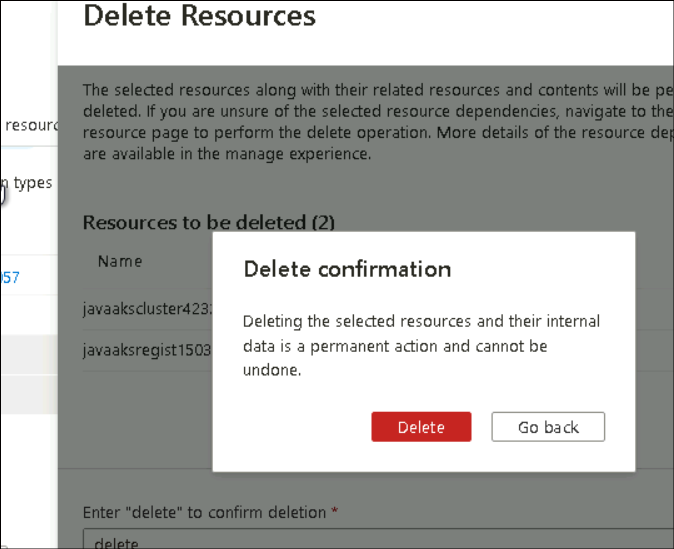 Delete Resources
The selected resources along with their related resources and contents will be pe
deleted. If you are unsure of the selected resource dependencies, navigate to the
resource page to perform the delete operation. More details of the resource dep
are available in the manage experience.
resourc
n types
Resources to be deleted (2)
Name
057
javaakscluster4232
javaaksregist1503
Delete confirmation
Deleting the selected resources and their internal
data is a permanent action and cannot be
undone.
Delete
Go back
Enter "delete" to confirm deletion *
delete